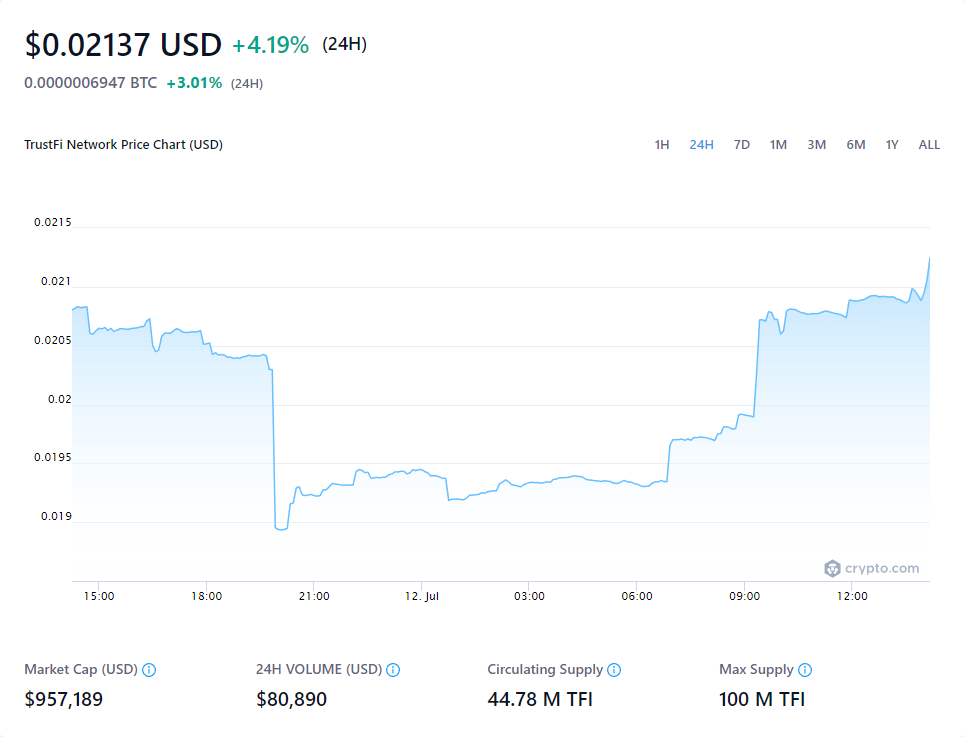 $0.02137 USD +4.19% (24H)
0.0000006947 BTC +3.01% (24H)
TrustFi Network Price Chart (USD) 1H 24H 7D 1M 3M 6M 1Y ALL
0.0215
0.021
0.0205
0.02
0.0195
0.019
crypto.com
15:00 18:00 21:00 12. Jul 03:00 06:00 09:00 12:00
Market Cap (USD) 24H VOLUME (USD) Circulating Supply Max Supply
$957,189 $80,890 44.78 M TFI 100 M TFI